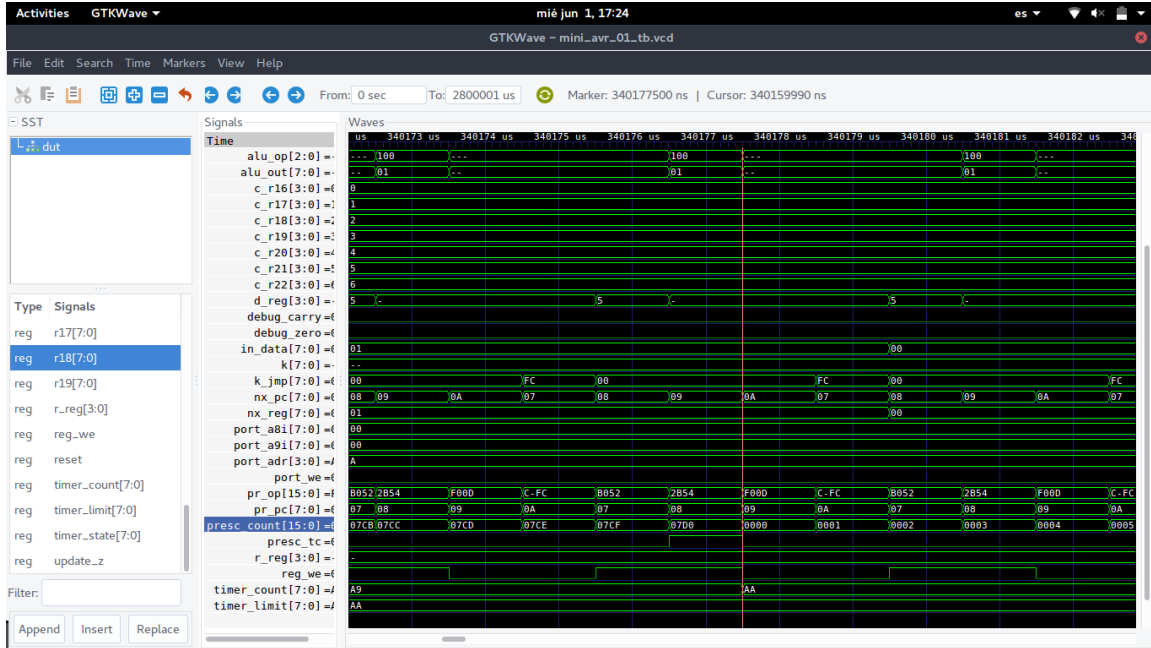 Activities GTKWave mié jun 1, 17:24 es
GTKWave - mini_avr_01_tb.vcd
File Edit Search Time Markers View Help
From: 0 sec To: 2800001 us Marker: 340177500 ns | Cursor: 340159990 ns
SST
dut
Type Signals
reg r17[7:0]
reg r18[7:0]
reg r19[7:0]
reg r_reg[3:0]
reg reg_we
reg reset
reg timer_count[7:0]
reg timer_limit[7:0]
reg timer_state[7:0]
reg update_z
Filter:
Append Insert Replace
Signals Waves
Time us 340173 us 340174 us 340175 us 340176 us 340177 us 340178 us 340179 us 340180 us 340181 us 340182 us 340
alu_op[2:0] =- --- 100 --- 100 --- 100 ---
alu_out[7:0] =- -- 01 -- 01 -- 01 --
c_r16[3:0] = 0
c_r17[3:0] = 1
c_r18[3:0] = 2
c_r19[3:0] = 3
c_r20[3:0] = 4
c_r21[3:0] = 5
c_r22[3:0] = 6
d_reg[3:0] =- 5 - 5 - 5 -
debug_carry =
debug_zero =
in_data[7:0] = 01 00
k[7:0] =- --
k_jmp[7:0] = 00 FC 00 FC 00 FC
nx_pc[7:0] = 08 09 0A 07 08 09 0A 07 08 09 0A 07
nx_reg[7:0] = 01 00
port_a8i[7:0] = 00
port_a9i[7:0] = 00
port_adr[3:0] =A A
port_we =
pr_op[15:0] = B052 2B54 F00D C-FC B052 2B54 F00D C-FC B052 2B54 F00D C-FC
pr_pc[7:0] = 07 08 09 0A 07 08 09 0A 07 08 09 0A
presc_count[15:0] = 07CB 07CC 07CD 07CE 07CF 07D0 0000 0001 0002 0003 0004 0005
presc_tc =
r_reg[3:0] =- -
reg_we =
timer_count[7:0] =A A9 AA
timer_limit[7:0] =A AA